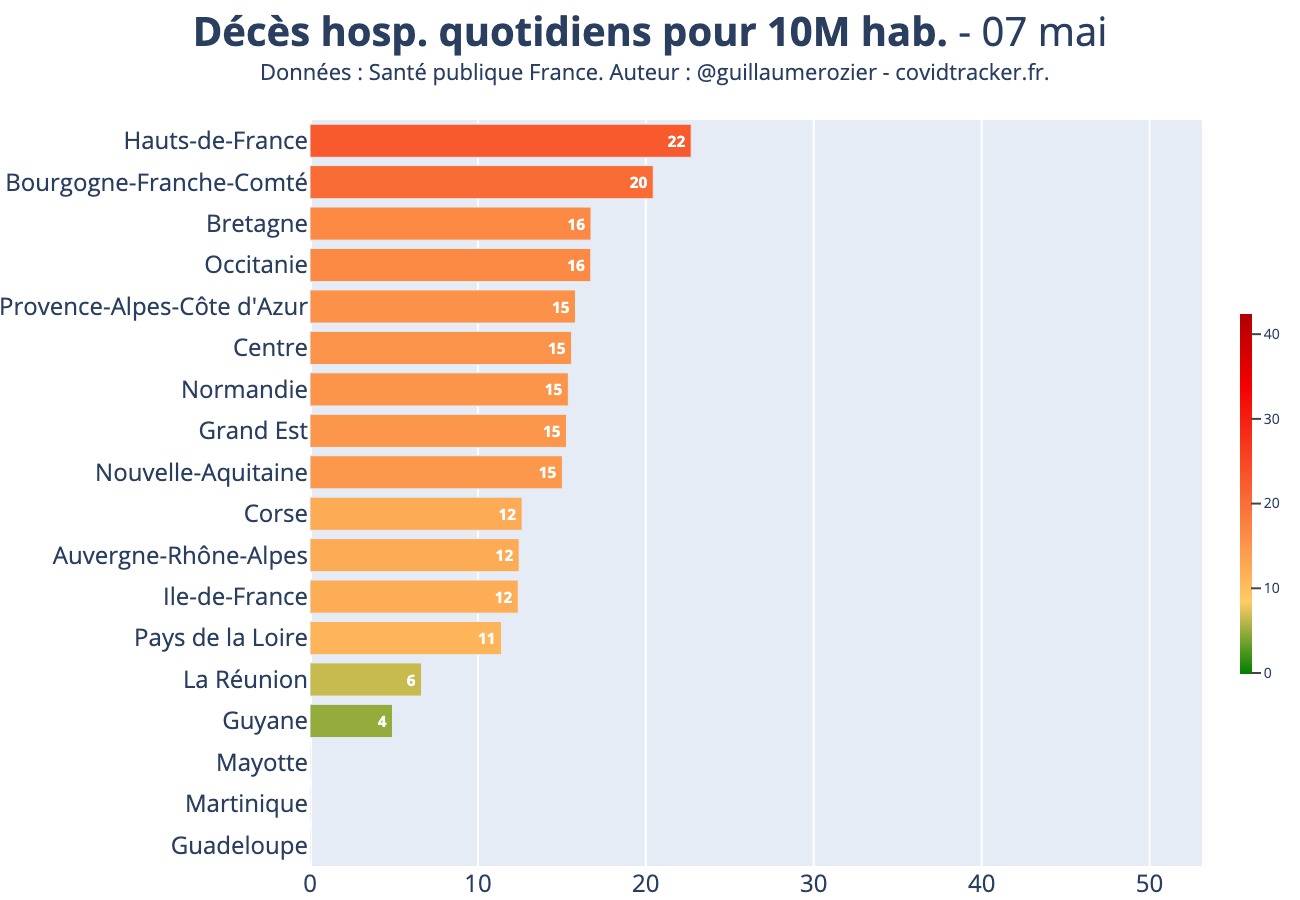 Décès hosp. quotidiens pour 10M hab. - 07 mai
Données : Santé publique France. Auteur : @guillaumerozier - covidtracker.fr.
Hauts-de-France 22
Bourgogne-Franche-Comté 20
Bretagne 16
Occitanie 16
Provence-Alpes-Côte d'Azur 15
Centre 15
Normandie 15
Grand Est 15
Nouvelle-Aquitaine 15
Corse 12
Auvergne-Rhône-Alpes 12
Ile-de-France 12
Pays de la Loire 11
La Réunion 6
Guyane 4
Mayotte
Martinique
Guadeloupe
0 10 20 30 40 50
40
30
20
10
0